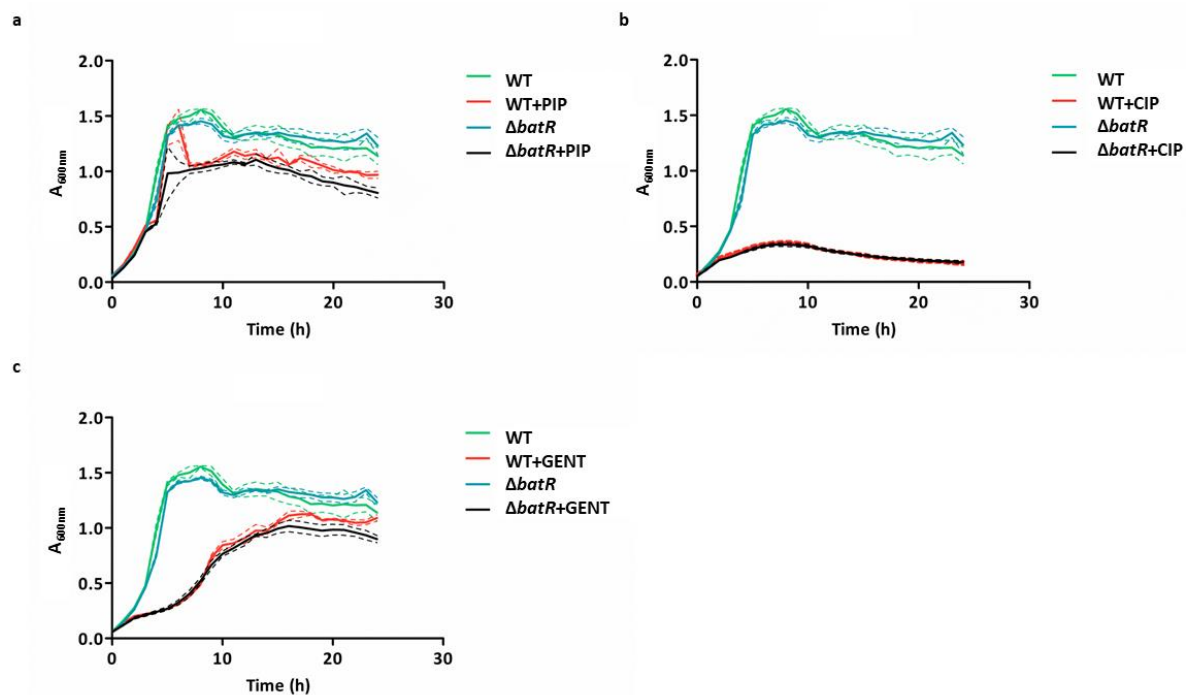 a
2.0
1.5
1.0
0.5
0.0
A600nm
0 10 20 30
Time (h)
WT
WT+PIP
ΔbatR
ΔbatR+PIP
b
2.0
1.5
1.0
0.5
0.0
A600nm
0 10 20 30
Time (h)
WT
WT+CIP
ΔbatR
ΔbatR+CIP
c
2.0
1.5
1.0
0.5
0.0
A600nm
0 10 20 30
Time (h)
WT
WT+GENT
ΔbatR
ΔbatR+GENT